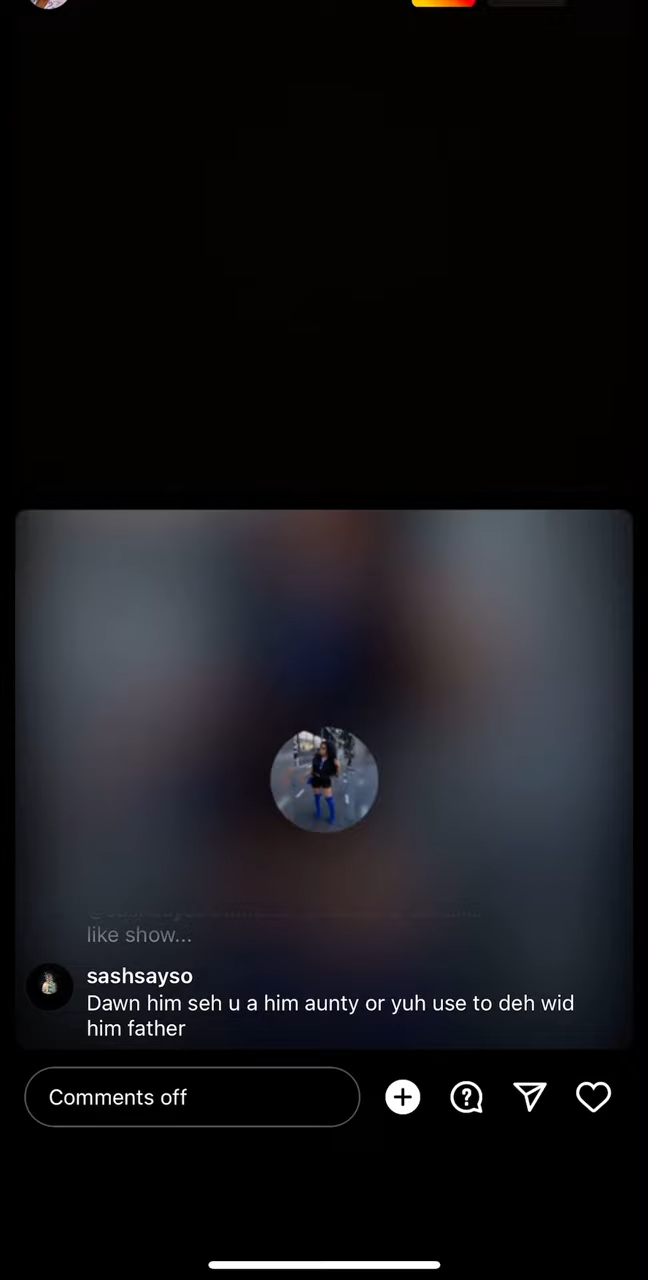 like show...
sashsayso
Dawn him seh u a him aunty or yuh use to deh wid
him father
Comments off